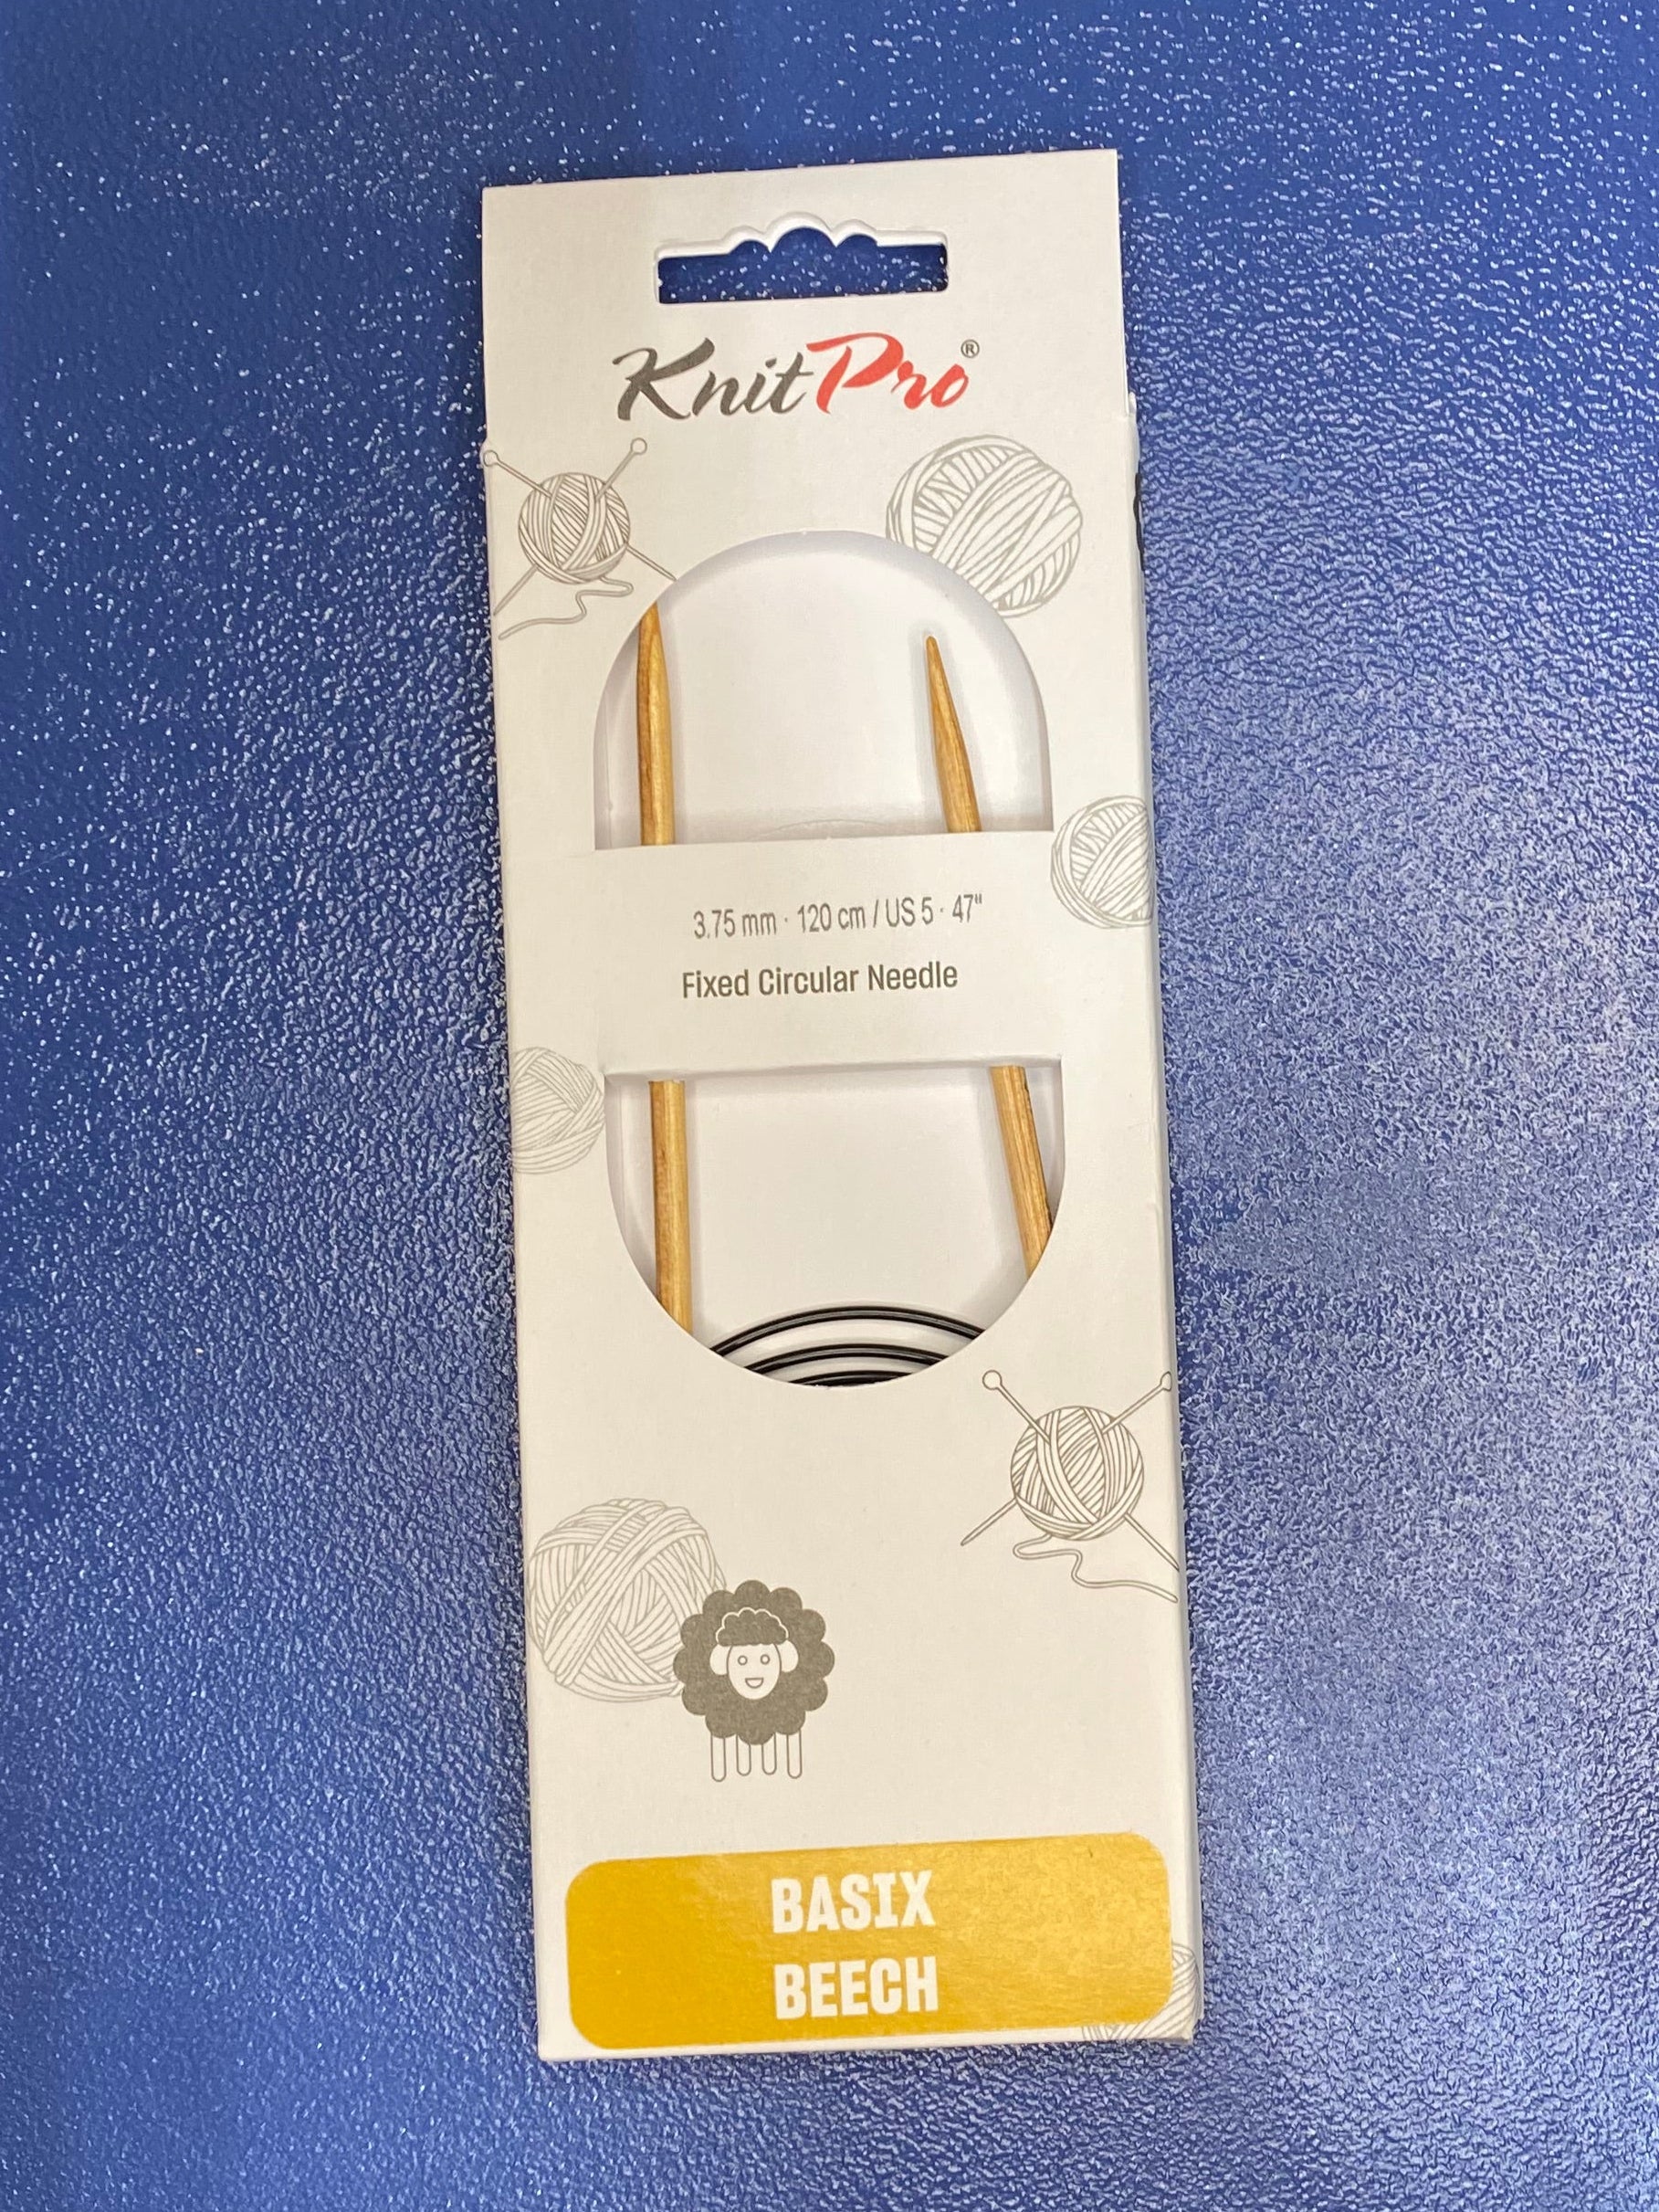 KnitPro®
3.75 mm · 120 cm / US 5 · 47"
Fixed Circular Needle
BASIX
BEECH